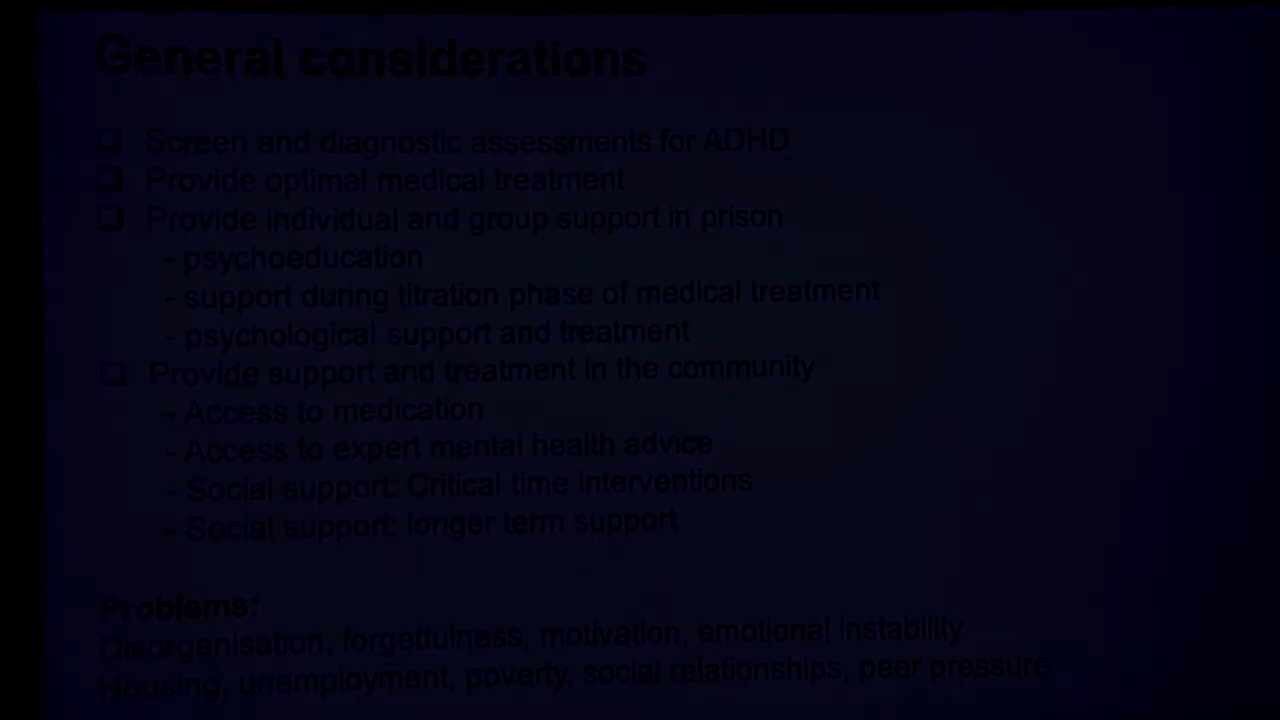 General considerations
❑ Screen and diagnostic assessments for ADHD
❑ Provide optimal medical treatment
❑ Provide individual and group support in prison
- psychoeducation
- support during titration phase of medical treatment
- psychological support and treatment
❑ Provide support and treatment in the community
- Access to medication
- Access to expert mental health advice
- Social support: Critical time interventions
- Social support: longer term support
Problems:
Disorganisation, forgetfulness, motivation, emotional instability
Housing, unemployment, poverty, social relationships, peer pressure